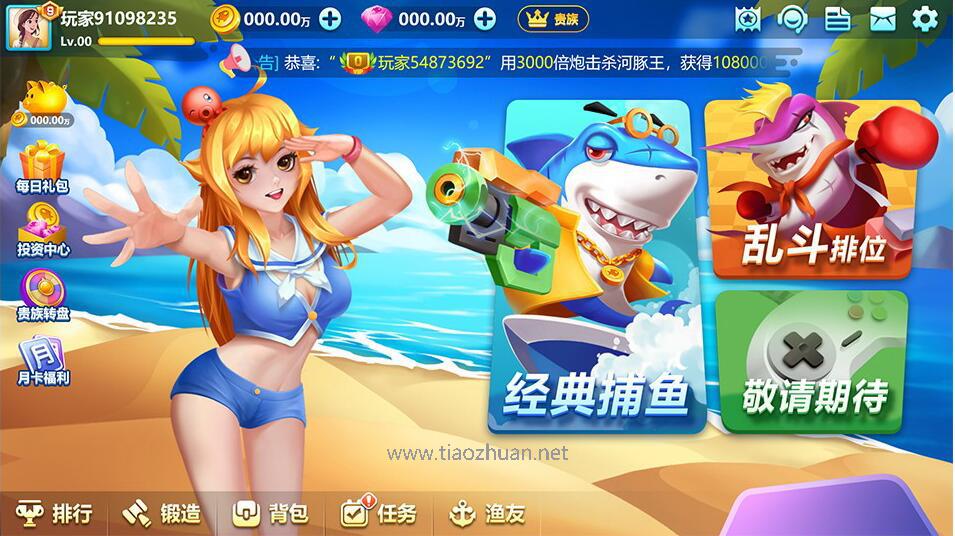 9
玩家91098235
Lv.00
000.00万
000.00万
贵族
告] 恭喜: “玩家54873692” 用3000倍炮击杀河豚王，获得108000
000.00万
每日礼包
投资中心
贵族转盘
月
月卡福利
乱斗排位
经典捕鱼
敬请期待
www.tiaozhuan.net
排行
锻造
背包
任务
渔友